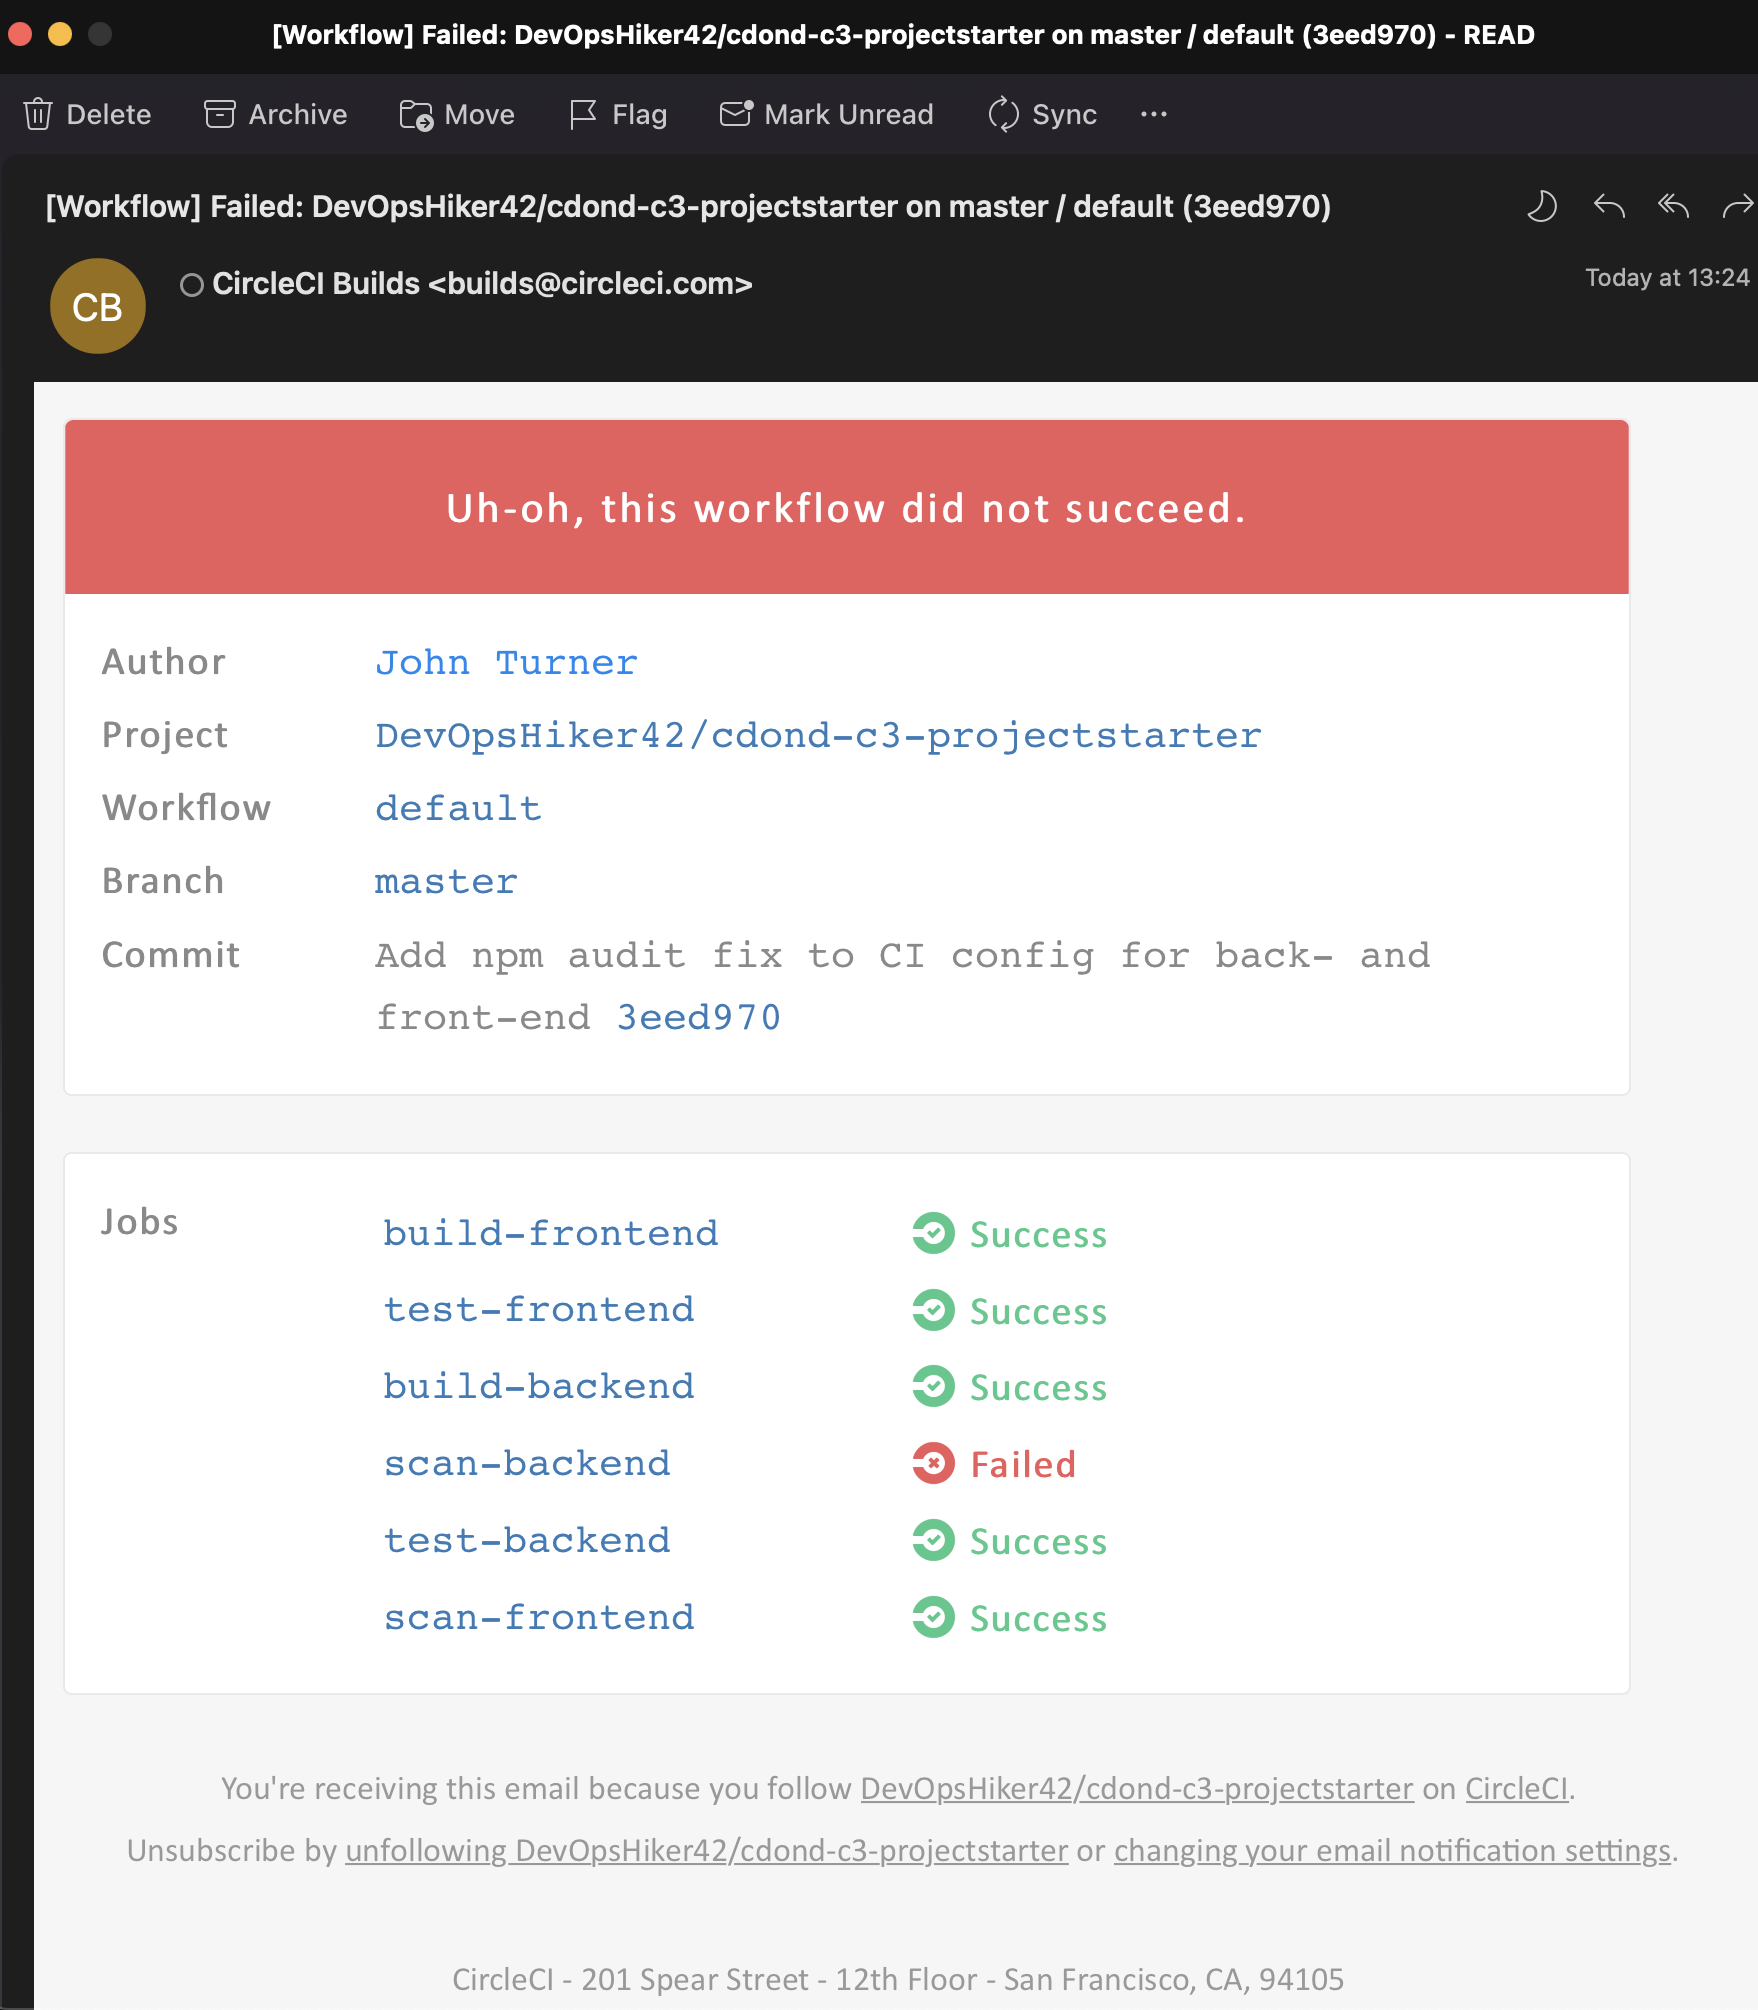 [Workflow] Failed: DevOpsHiker42/cdond-c3-projectstarter on master / default (3eed970) - READ
Delete Archive Move Flag Mark Unread Sync ...
[Workflow] Failed: DevOpsHiker42/cdond-c3-projectstarter on master / default (3eed970)
CB CircleCI Builds <builds@circleci.com> Today at 13:24
Uh-oh, this workflow did not succeed.
Author John Turner
Project DevOpsHiker42/cdond-c3-projectstarter
Workflow default
Branch master
Commit Add npm audit fix to CI config for back- and
front-end 3eed970
Jobs build-frontend Success
test-frontend Success
build-backend Success
scan-backend Failed
test-backend Success
scan-frontend Success
You're receiving this email because you follow DevOpsHiker42/cdond-c3-projectstarter on CircleCI.
Unsubscribe by unfollowing DevOpsHiker42/cdond-c3-projectstarter or changing your email notification settings.
CircleCI - 201 Spear Street - 12th Floor - San Francisco, CA, 94105